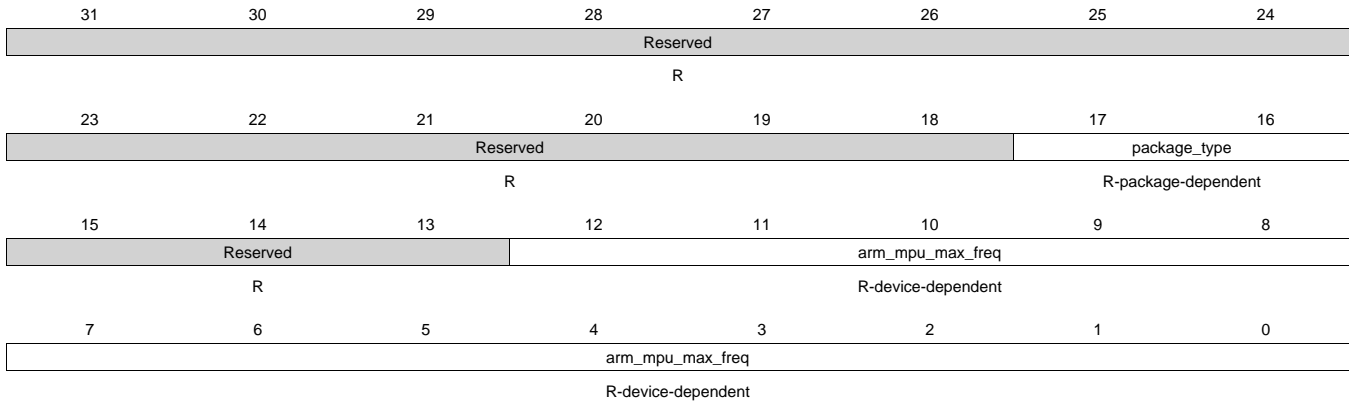 31 30 29 28 27 26 25 24
Reserved
R
23 22 21 20 19 18 17 16
Reserved package_type
R R-package-dependent
15 14 13 12 11 10 9 8
Reserved arm_mpu_max_freq
R R-device-dependent
7 6 5 4 3 2 1 0
arm_mpu_max_freq
R-device-dependent